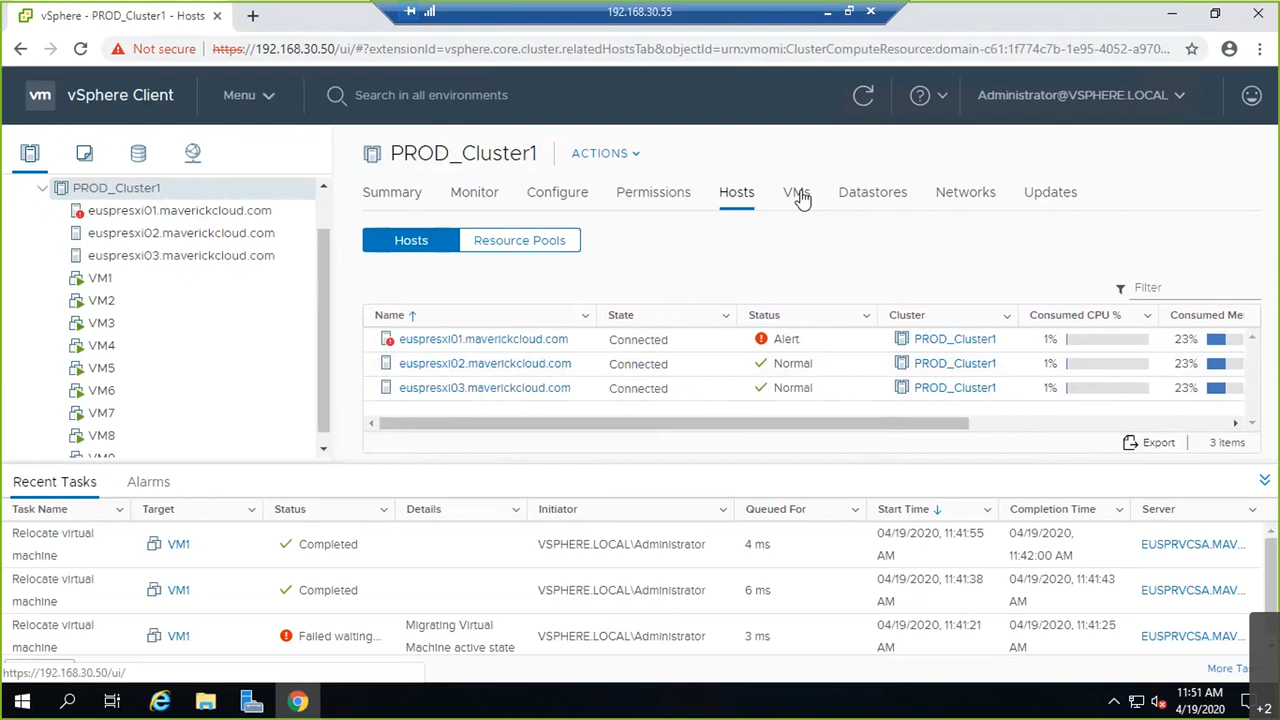 vSphere - PROD_Cluster1 - Hosts
192.168.30.55
Not secure
https://192.168.30.50/ui/#?extensionId=vsphere.core.cluster.relatedHostsTab&objectId=urn:vmomi:ClusterComputeResource:domain-c61:1f774c7b-1e95-4052-a970...
vm vSphere Client Menu Search in all environments Administrator@VSPHERE.LOCAL
PROD_Cluster1 ACTIONS
Summary Monitor Configure Permissions Hosts VMs Datastores Networks Updates
Hosts Resource Pools
PROD_Cluster1
euspresxi01.maverickcloud.com
euspresxi02.maverickcloud.com
euspresxi03.maverickcloud.com
VM1
VM2
VM3
VM4
VM5
VM6
VM7
VM8
Filter
Name State Status Cluster Consumed CPU % Consumed Me
euspresxi01.maverickcloud.com Connected Alert PROD_Cluster1 1% 23%
euspresxi02.maverickcloud.com Connected Normal PROD_Cluster1 1% 23%
euspresxi03.maverickcloud.com Connected Normal PROD_Cluster1 1% 23%
Export 3 items
Recent Tasks Alarms
Task Name Target Status Details Initiator Queued For Start Time Completion Time Server
Relocate virtual machine VM1 Completed VSPHERE.LOCAL\Administrator 4 ms 04/19/2020, 11:41:55 AM 04/19/2020, 11:42:00 AM EUSPRVCSA.MAV...
Relocate virtual machine VM1 Completed VSPHERE.LOCAL\Administrator 6 ms 04/19/2020, 11:41:38 AM 04/19/2020, 11:41:43 AM EUSPRVCSA.MAV...
Relocate virtual machine VM1 Failed waiting... Migrating Virtual Machine active state VSPHERE.LOCAL\Administrator 3 ms 04/19/2020, 11:41:21 AM 04/19/2020, 11:41:25 AM EUSPRVCSA.MAV...
https://192.168.30.50/ui/
More
11:51 AM
4/19/2020
+2